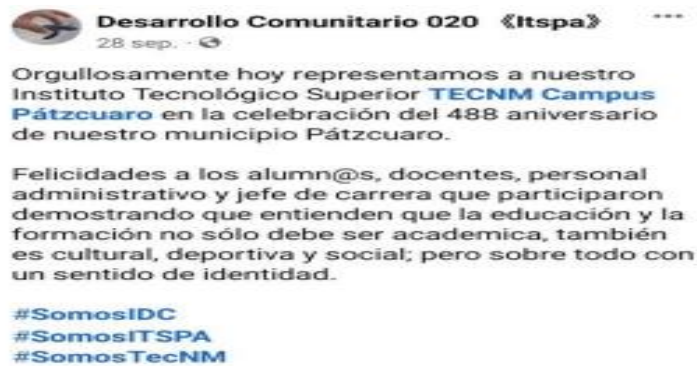 Desarrollo Comunitario 020 《Itspa》
28 sep. ·
Orgullosamente hoy representamos a nuestro
Instituto Tecnológico Superior TECNM Campus
Pátzcuaro en la celebración del 488 aniversario
de nuestro municipio Pátzcuaro.
Felicidades a los alumn@s, docentes, personal
administrativo y jefe de carrera que participaron
demostrando que entienden que la educación y la
formación no sólo debe ser academica, también
es cultural, deportiva y social; pero sobre todo con
un sentido de identidad.
#SomosIDC
#SomosITSPA
#SomosTecNM